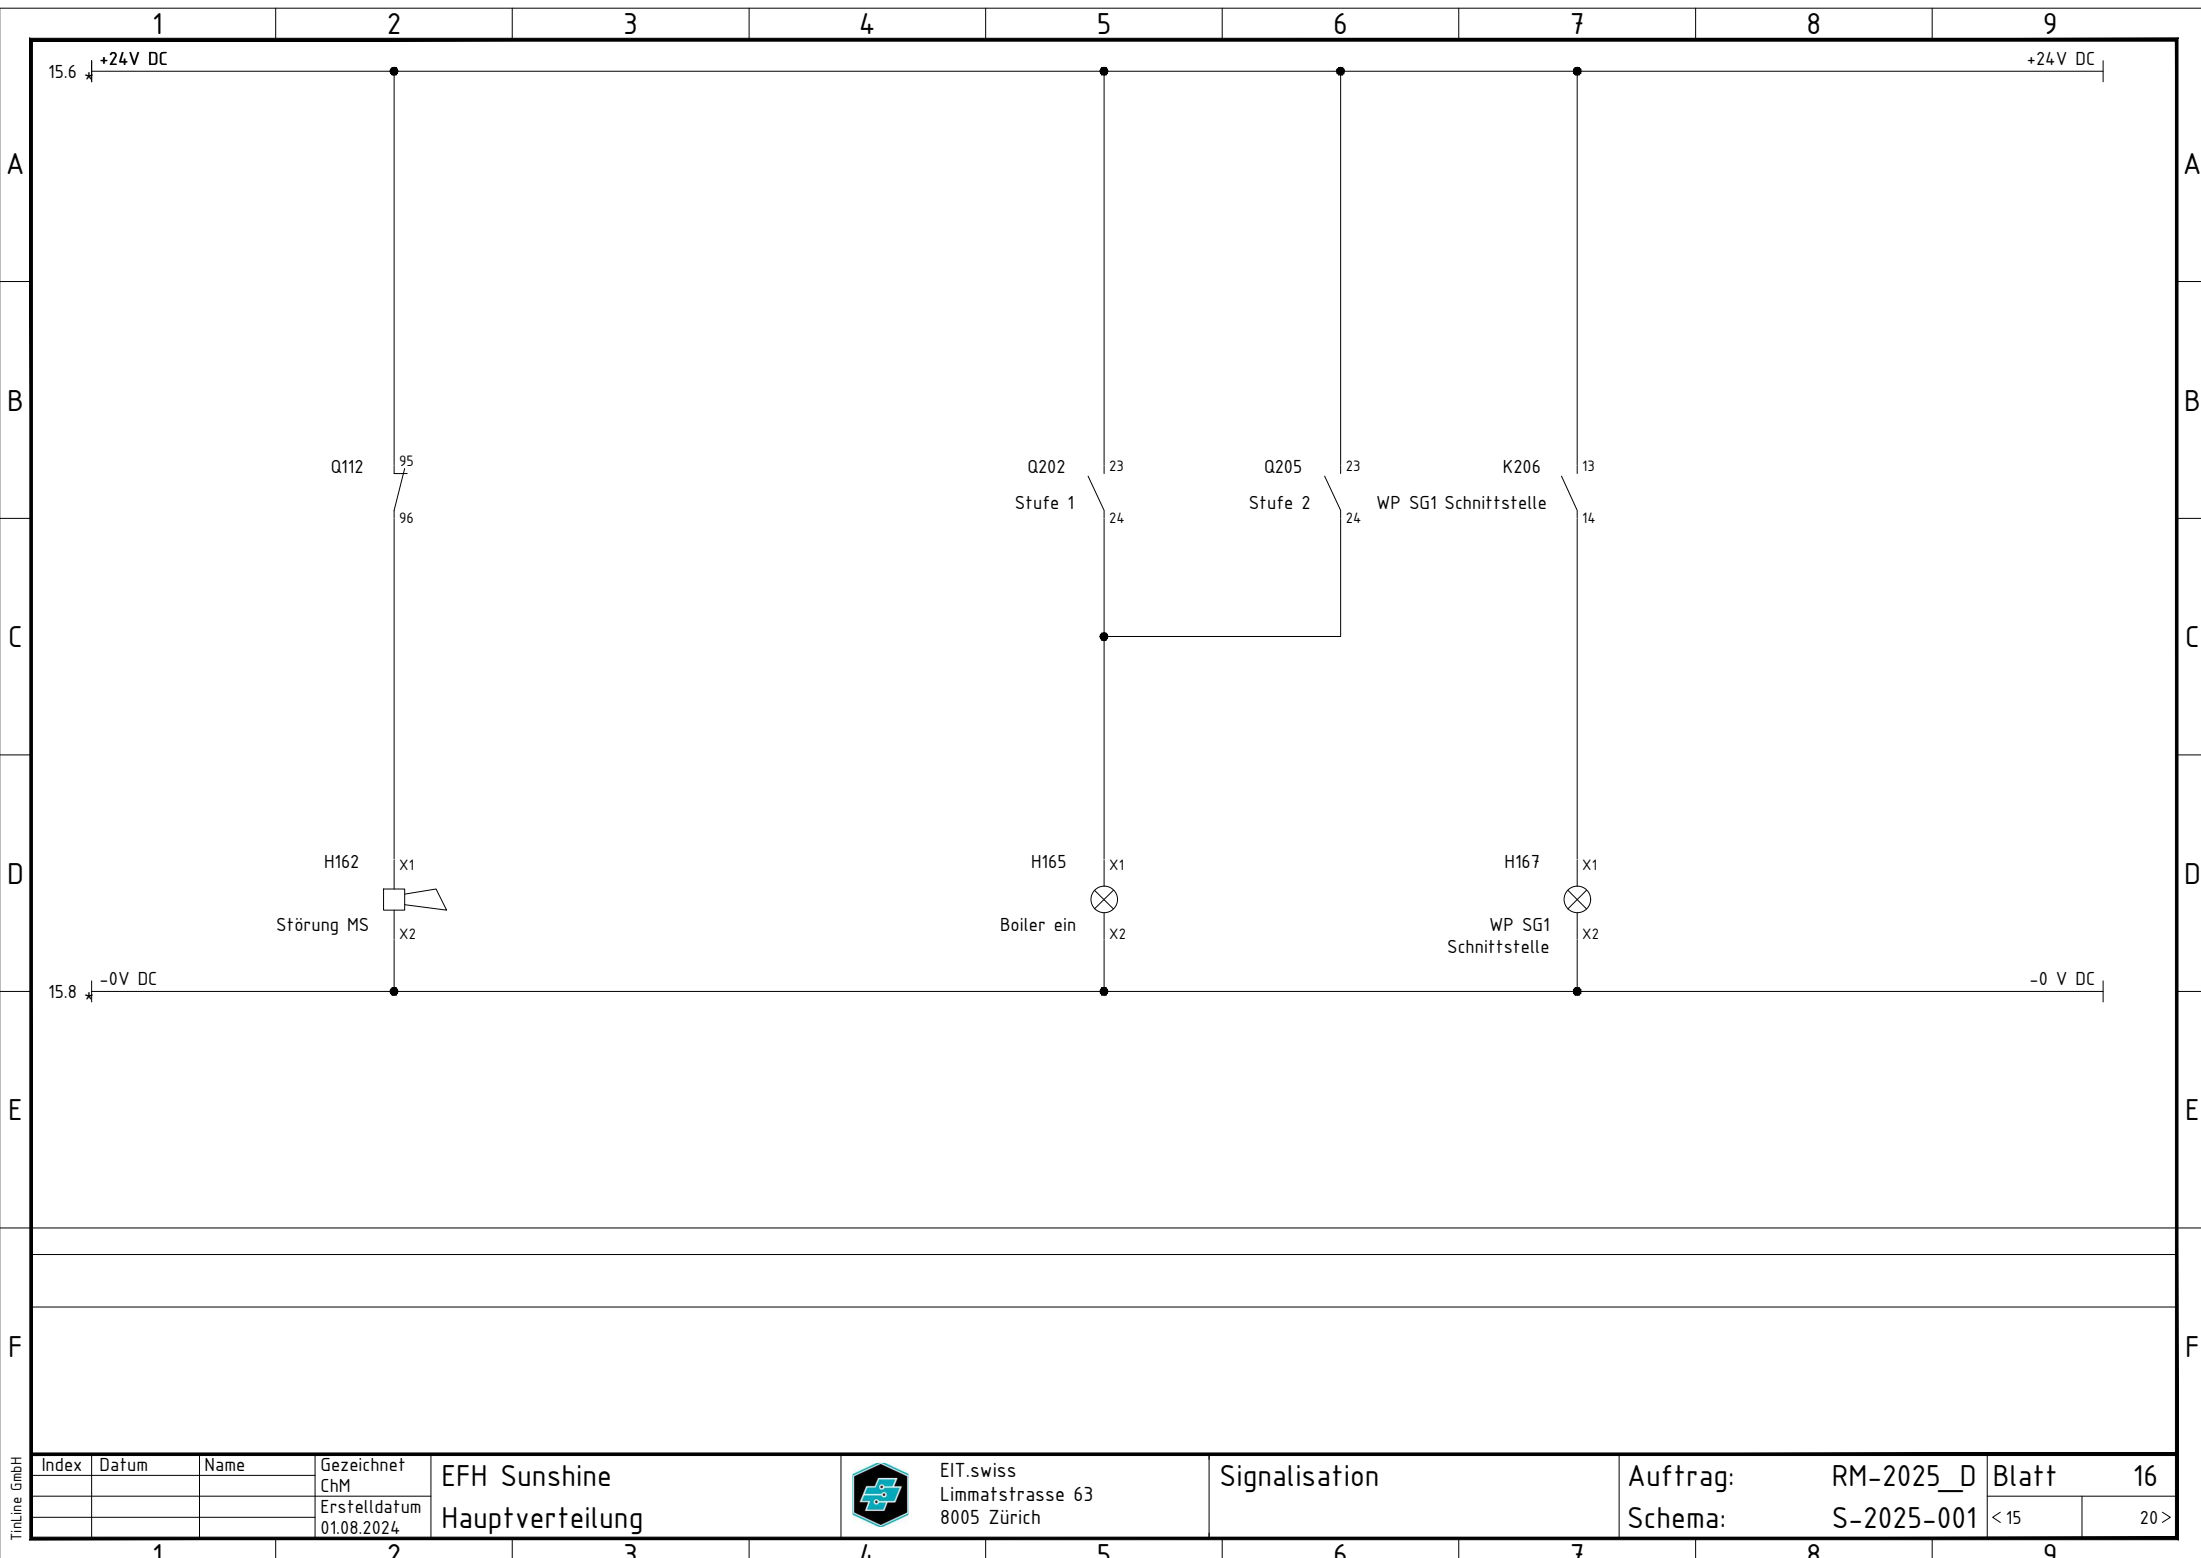 1 2 3 4 5 6 7 8 9
15.6 * +24V DC +24V DC
A A
B B
Q112 95 Q202 23 Q205 23 K206 13
Stufe 1 Stufe 2 WP SG1 Schnittstelle
96 24 24 14
C C
H162 X1 H165 X1 H167 X1
D D
Störung MS X2 Boiler ein X2 WP SG1 X2
Schnittstelle
15.8 * -0V DC -0 V DC
E E
F F
TinLine GmbH
Index Datum Name Gezeichnet
ChM
Erstelldatum
01.08.2024
EFH Sunshine
Hauptverteilung
EIT.swiss
Limmatstrasse 63
8005 Zürich
Signalisation
Auftrag: RM-2025__D
Schema: S-2025-001
Blatt 16
< 15 20 >
1 2 3 4 5 6 7 8 9